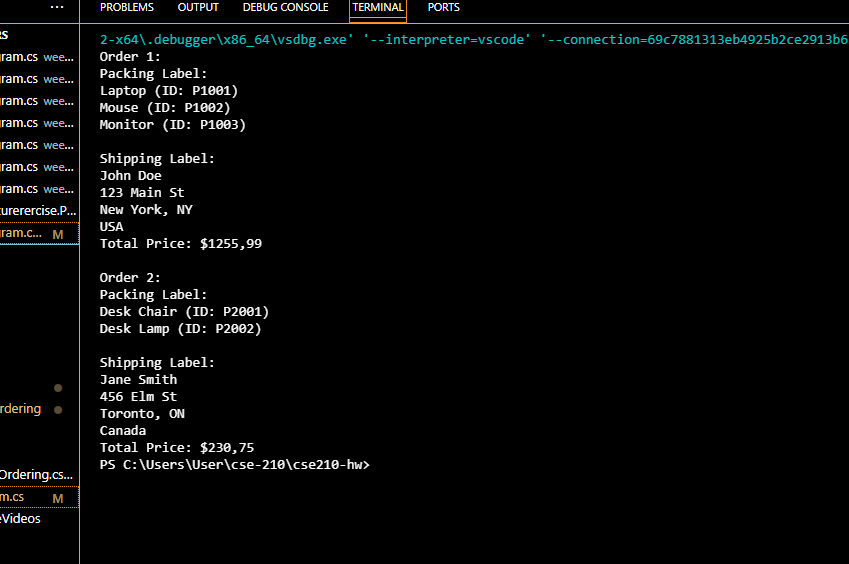 PROBLEMS OUTPUT DEBUG CONSOLE TERMINAL PORTS
2-x64\.debugger\x86_64\vsdbg.exe' '--interpreter=vscode' '--connection=69c7881313eb4925b2ce2913b6
Order 1:
Packing Label:
Laptop (ID: P1001)
Mouse (ID: P1002)
Monitor (ID: P1003)
Shipping Label:
John Doe
123 Main St
New York, NY
USA
Total Price: $1255,99
Order 2:
Packing Label:
Desk Chair (ID: P2001)
Desk Lamp (ID: P2002)
Shipping Label:
Jane Smith
456 Elm St
Toronto, ON
Canada
Total Price: $230,75
PS C:\Users\User\cse-210\cse210-hw>
RS
ram.cs wee...
ram.cs wee...
ram.cs wee...
ram.cs wee...
ram.cs wee...
ram.cs wee...
ram.cs wee...
turerercise.P...
ram.c... M
rdering
Ordering.cs...
m.cs M
eVideos